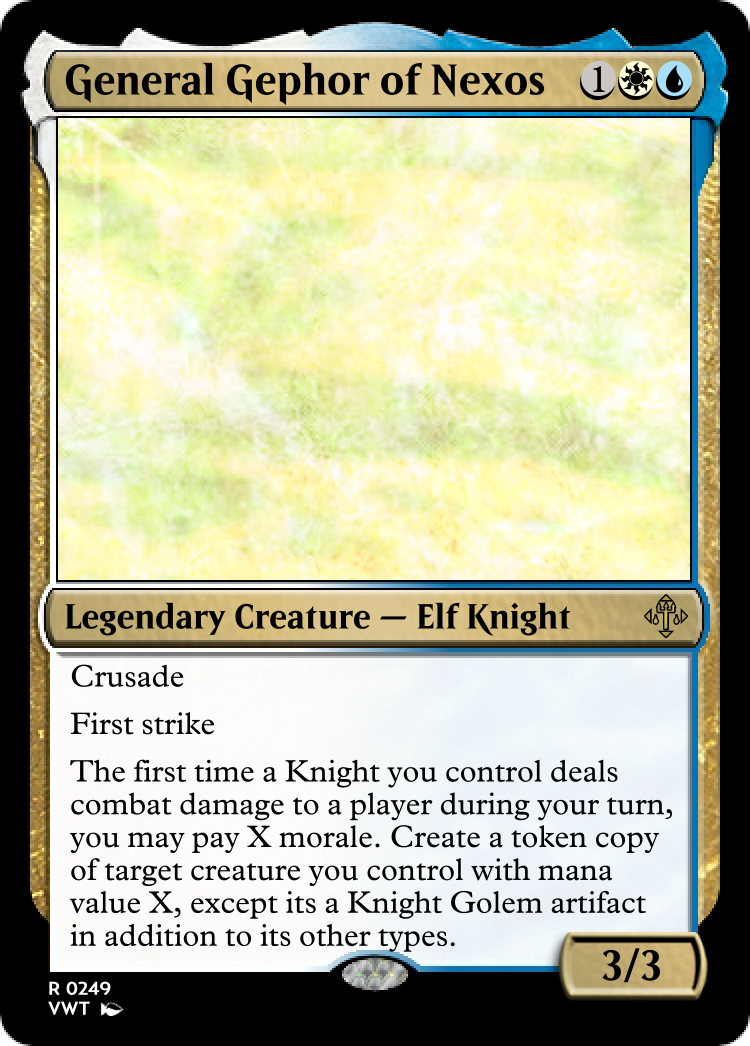 General Gephor of Nexos 1
Legendary Creature — Elf Knight
Crusade
First strike
The first time a Knight you control deals
combat damage to a player during your turn,
you may pay X morale. Create a token copy
of target creature you control with mana
value X, except its a Knight Golem artifact
in addition to its other types.
3/3
R 0249
VWT